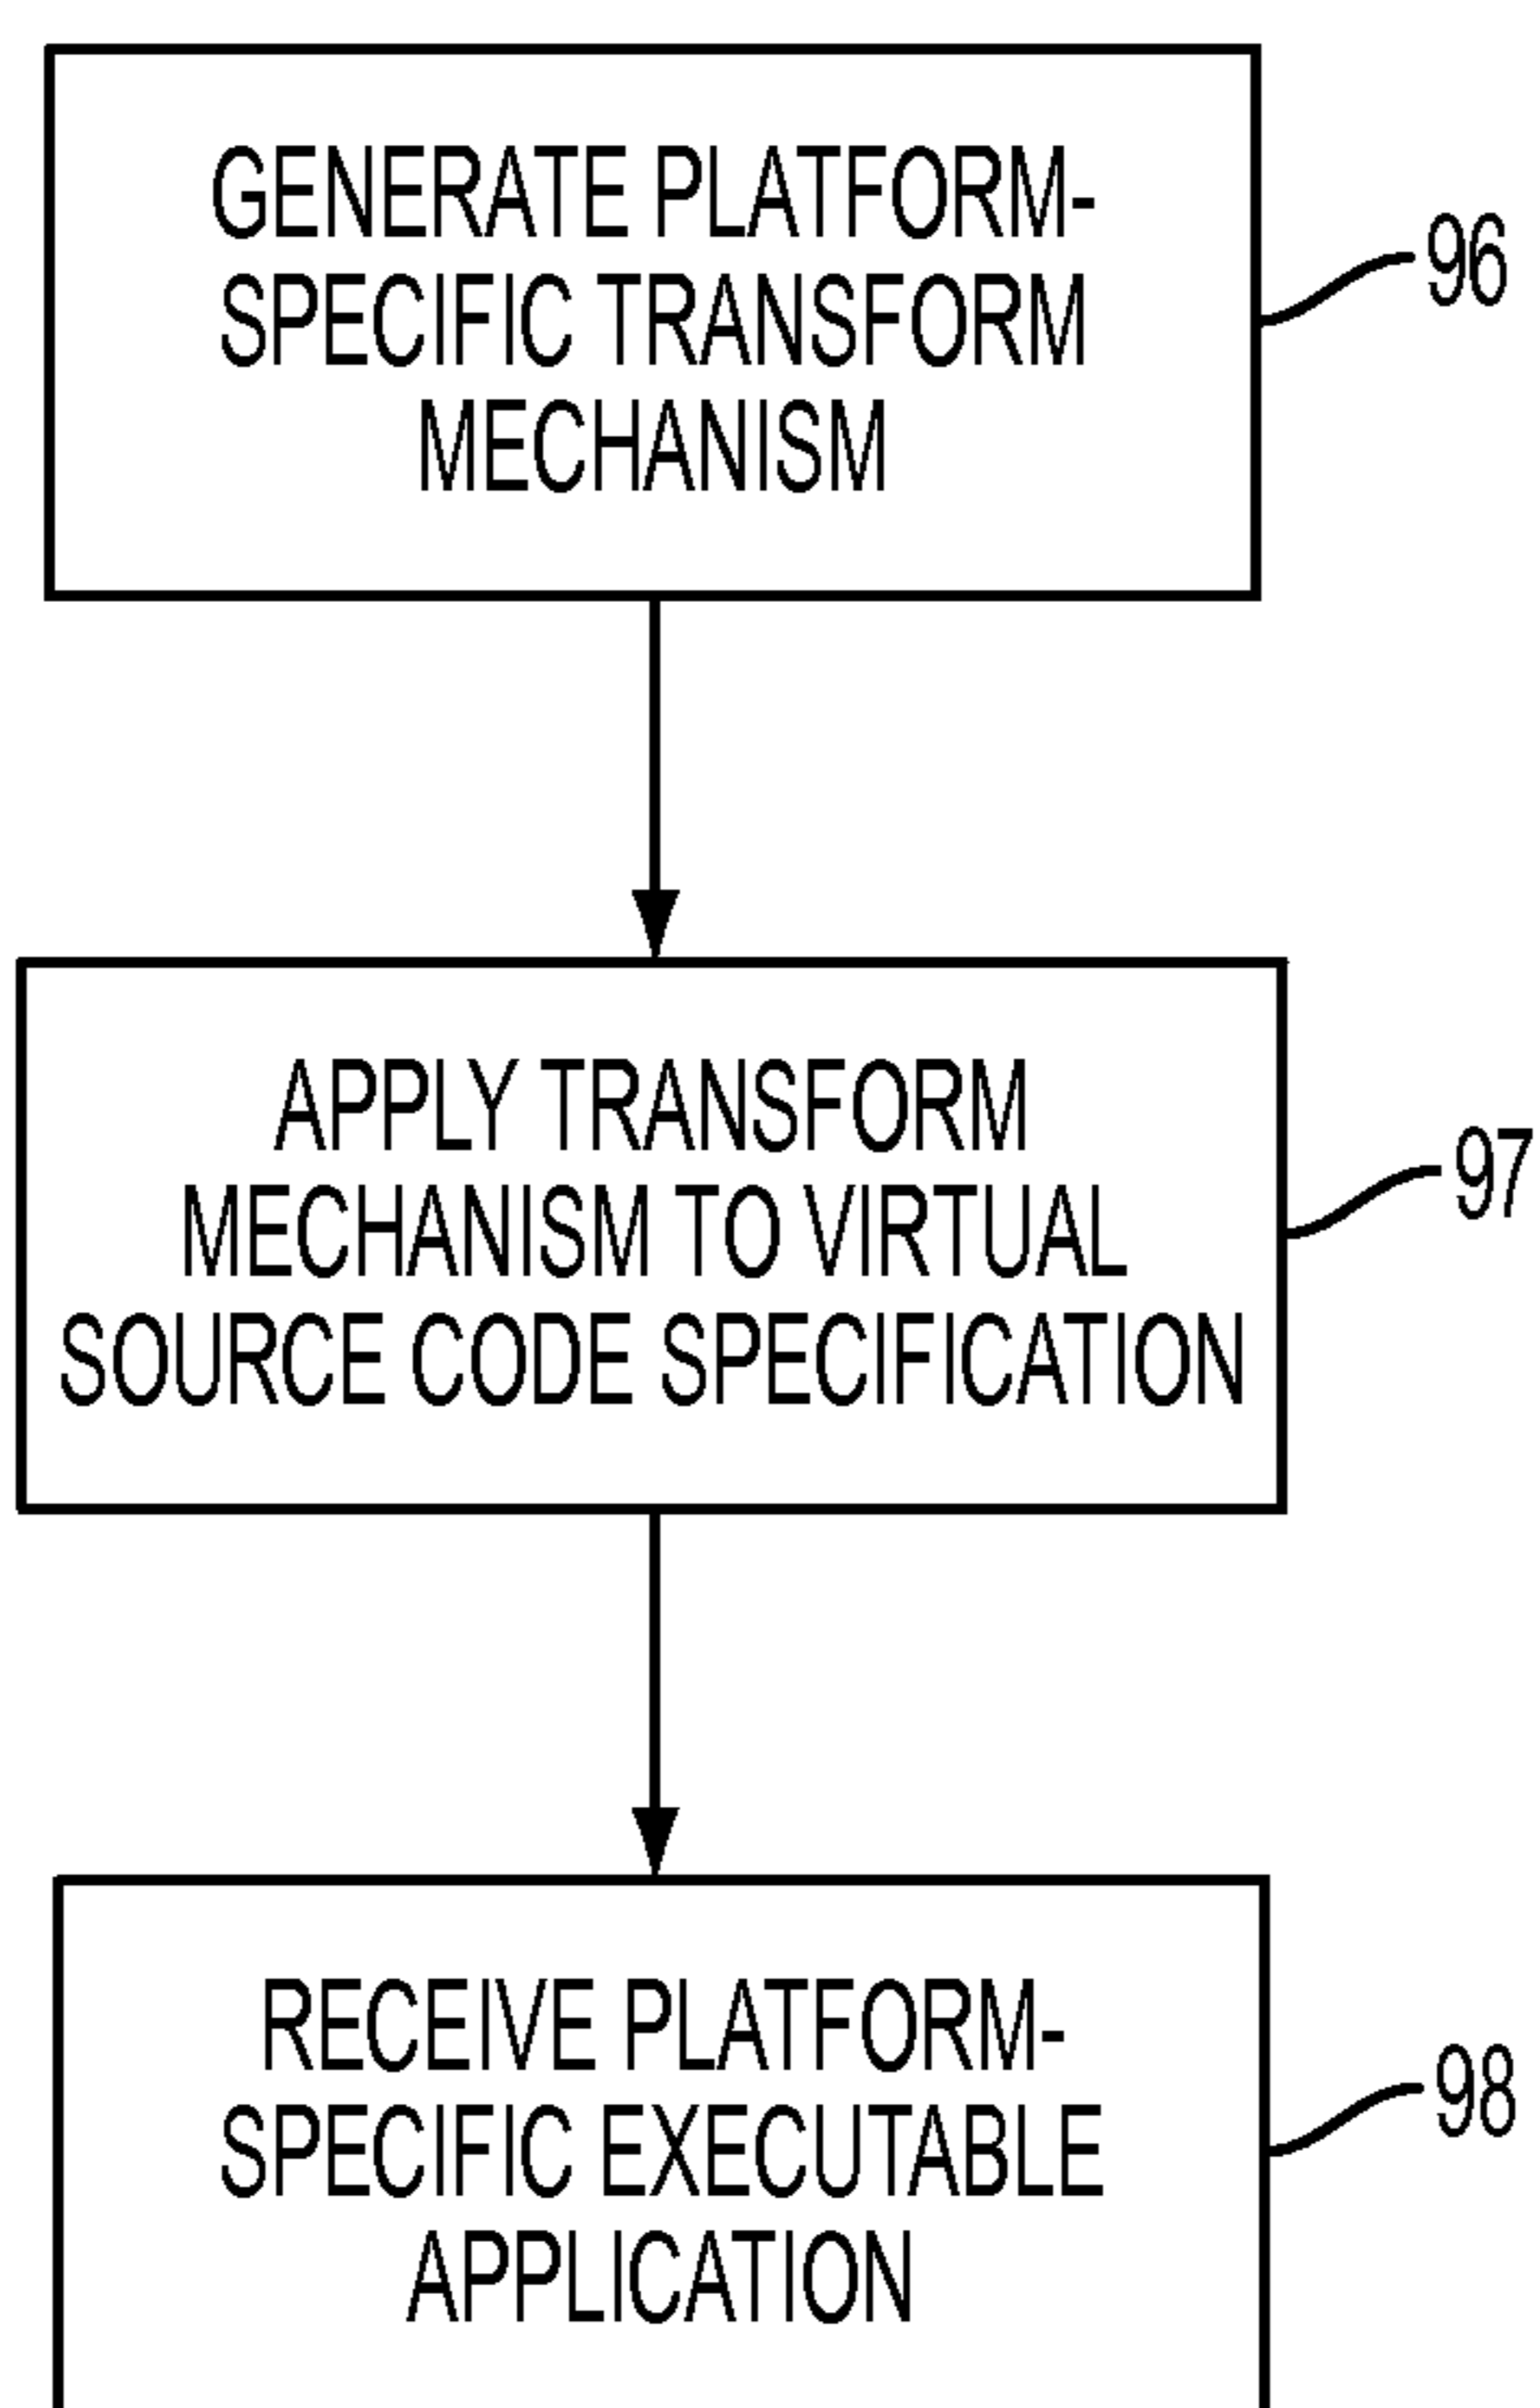 GENERATE PLATFORM-
SPECIFIC TRANSFORM
MECHANISM
96
APPLY TRANSFORM
MECHANISM TO VIRTUAL
SOURCE CODE SPECIFICATION
97
RECEIVE PLATFORM-
SPECIFIC EXECUTABLE
APPLICATION
98